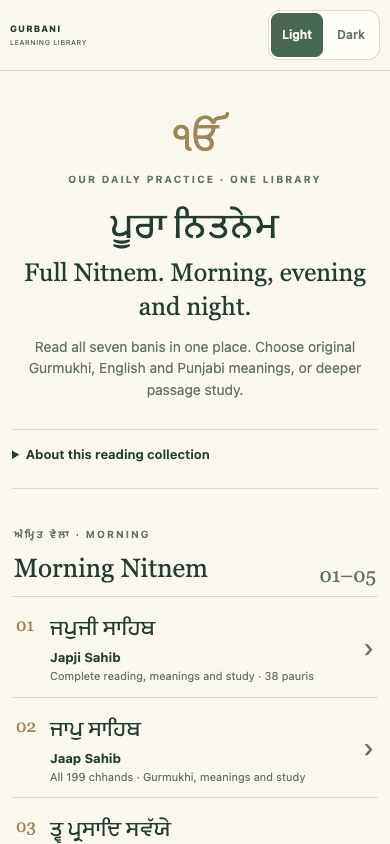 GURBANI
LEARNING LIBRARY
Light
Dark
ੴ
OUR DAILY PRACTICE · ONE LIBRARY
ਪੂਰਾ ਨਿਤਨੇਮ
Full Nitnem. Morning, evening
and night.
Read all seven banis in one place. Choose original
Gurmukhi, English and Punjabi meanings, or deeper
passage study.
About this reading collection
ਅੰਮ੍ਰਿਤ ਵੇਲਾ · MORNING
Morning Nitnem
01–05
01
ਜਪੁਜੀ ਸਾਹਿਬ
Japji Sahib
Complete reading, meanings and study · 38 pauris
02
ਜਾਪੁ ਸਾਹਿਬ
Jaap Sahib
All 199 chhands · Gurmukhi, meanings and study
03
ਤ੍ਵ ਪ੍ਰਸਾਦਿ ਸਵੱਯੇ